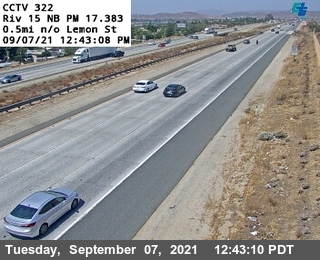 CCTV 322
Riv 15 NB PM 17.383
0.5mi n/o Lemon St
09/07/21 12:43:08 PM
Tuesday, September 07, 2021 12:43:10 PDT